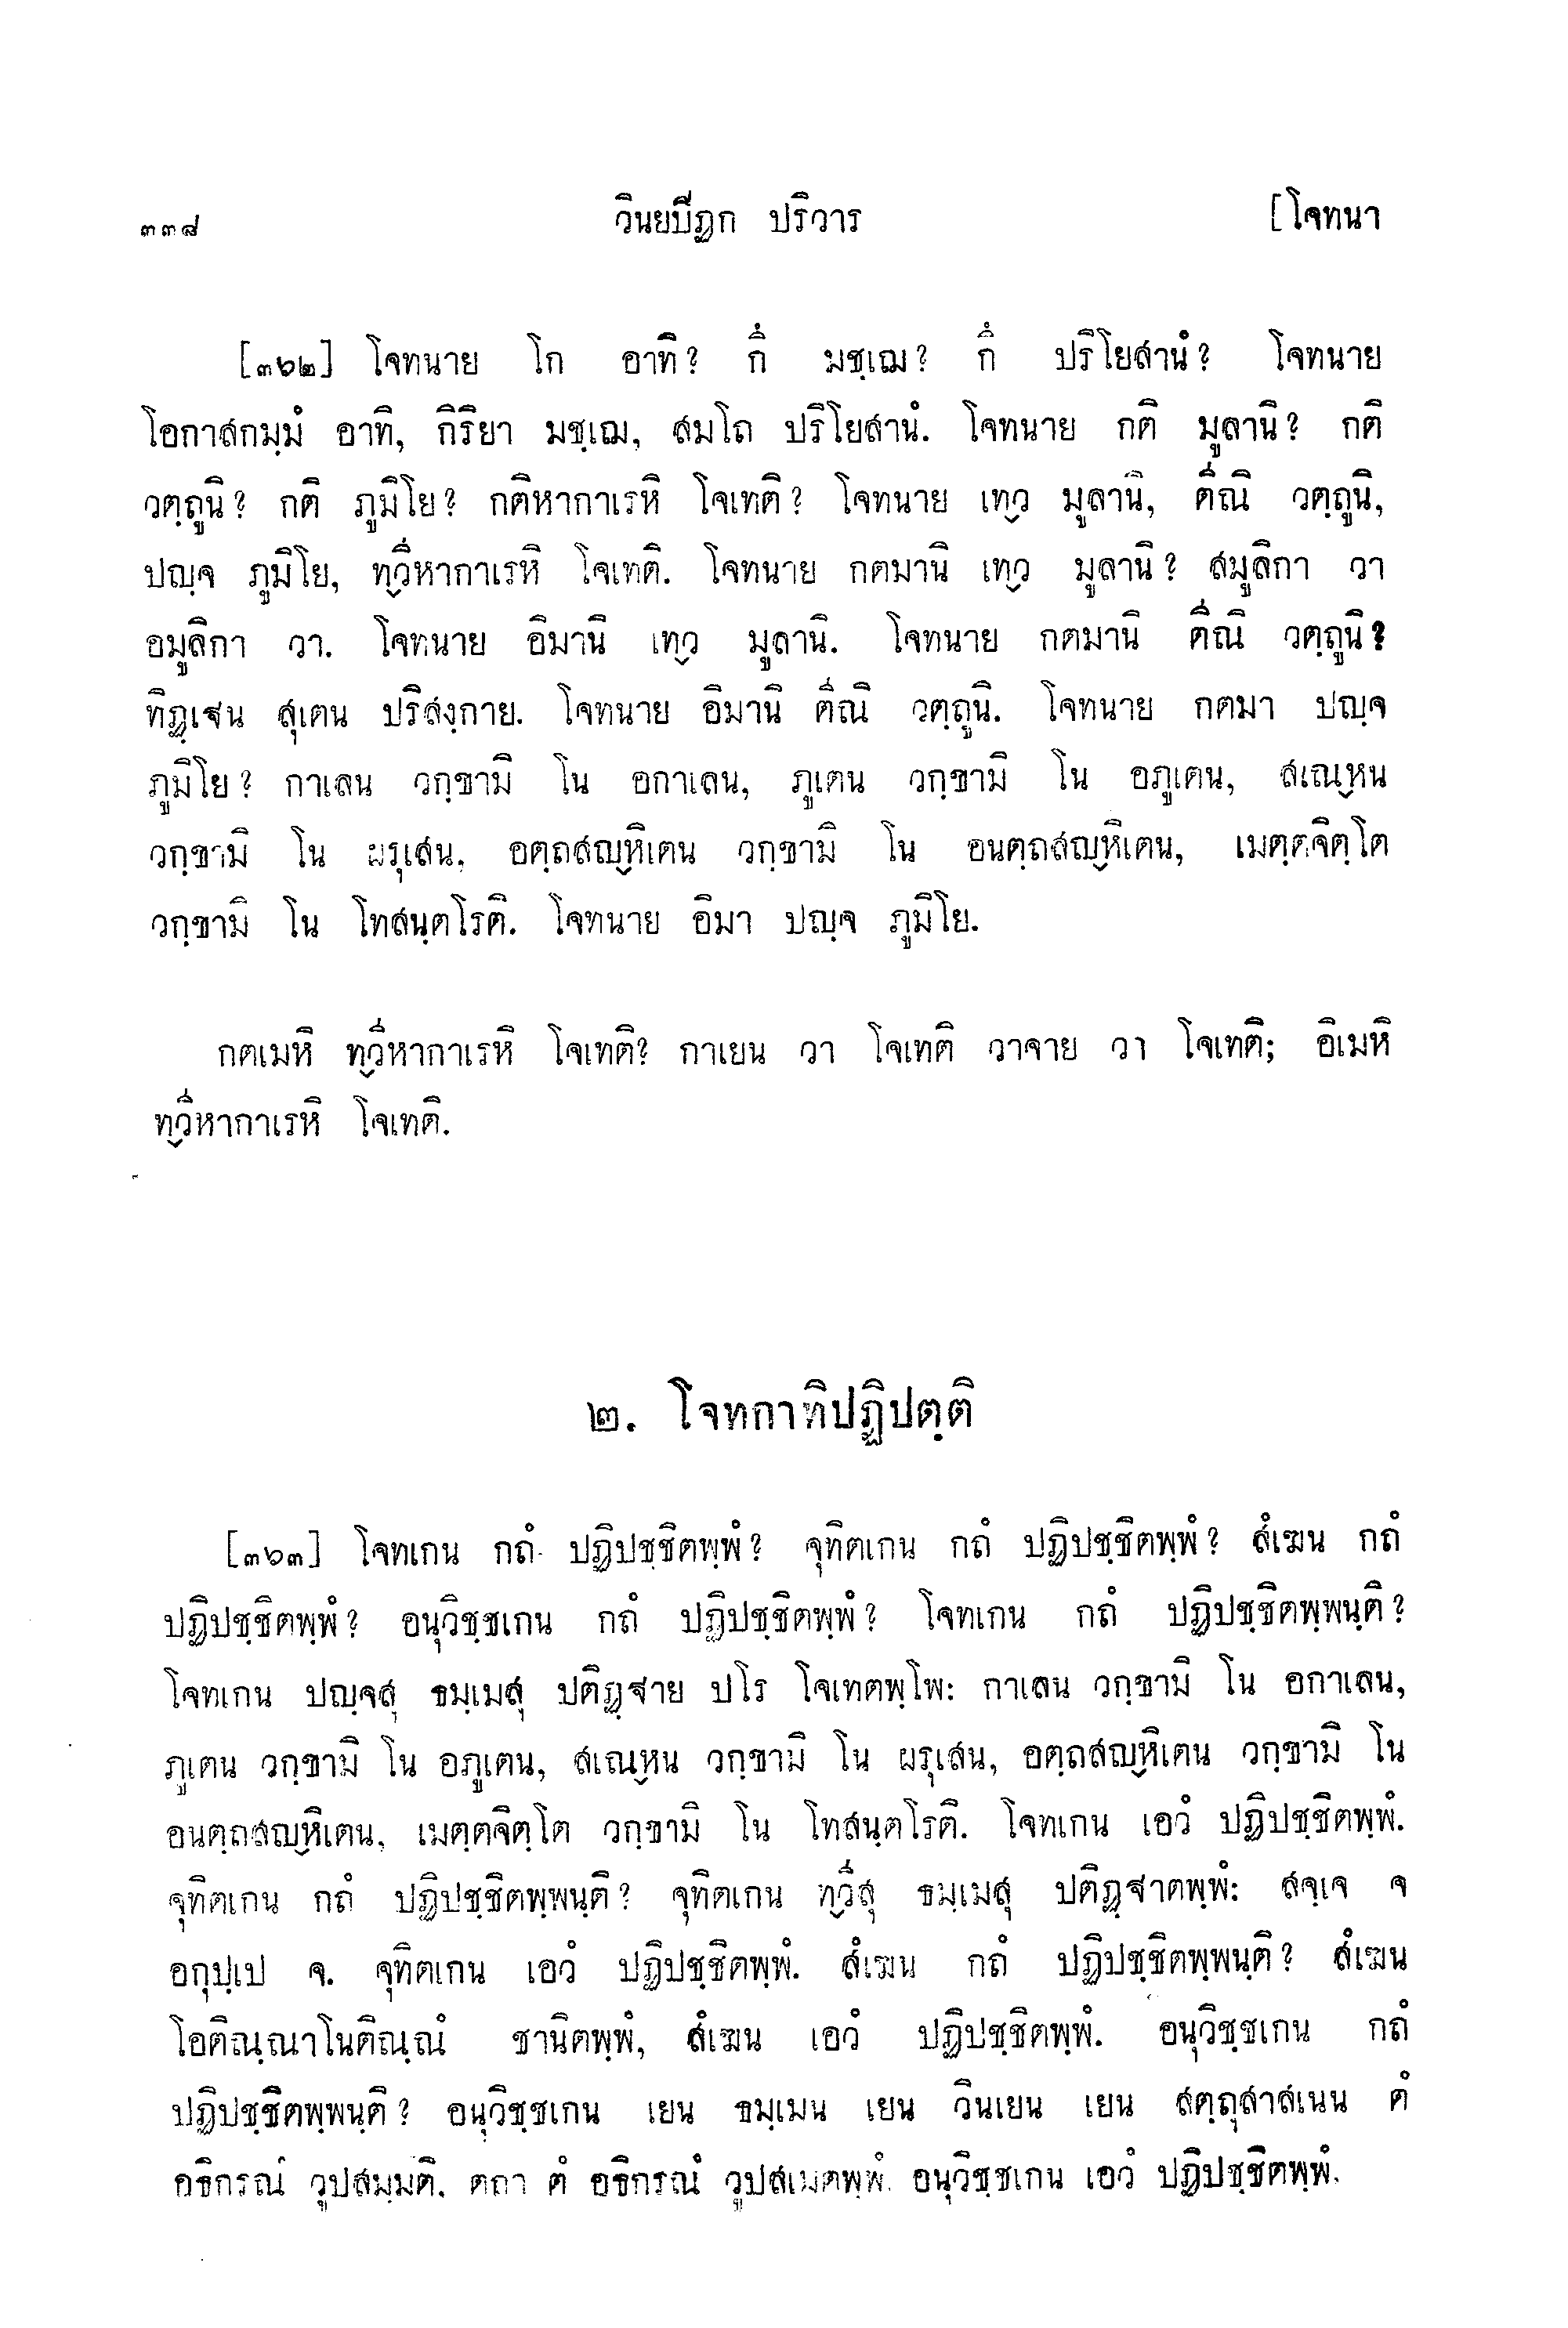 ๓๓๘ วินยปิฏก ปริวาร [โจทนา
[๓๖๒] โจทนาย โก อาทิ? กึ มชฺเฌ? กึ ปริโยสานํ? โจทนาย
โอกาสกมฺมํ อาทิ, กิริยา มชฺเฌ, สมโถ ปริโยสานํ. โจทนาย กติ มูลานิ? กติ
วตฺถูนิ? กติ ภูมิโย? กติหากาเรหิ โจเทติ? โจทนาย เทฺว มูลานิ, ตีณิ วตฺถูนิ,
ปญฺจ ภูมิโย, ทฺวีหากาเรหิ โจเทติ. โจทนาย กตมานิ เทฺว มูลานิ? สมูลิกา วา
อมูลิกา วา. โจทนาย อิมานิ เทฺว มูลานิ. โจทนาย กตมานิ ตีณิ วตฺถูนิ?
ทิฏฺเฐน สุเตน ปริสงฺกาย. โจทนาย อิมานิ ตีณิ วตฺถูนิ. โจทนาย กตมา ปญฺจ
ภูมิโย? กาเลน วกฺขามิ โน อกาเลน, ภูเตน วกฺขามิ โน อภูเตน, สเณฺหน
วกฺขามิ โน ผรุเสน, อตฺถสญฺหิเตน วกฺขามิ โน อนตฺถสญฺหิเตน, เมตฺตจิตฺโต
วกฺขามิ โน โทสนฺตโรติ. โจทนาย อิมา ปญฺจ ภูมิโย.
กตเมหิ ทฺวีหากาเรหิ โจเทติ? กาเยน วา โจเทติ วาจาย วา โจเทติ; อิเมหิ
ทฺวีหากาเรหิ โจเทติ.
๒. โจทกาทิปฏิปตฺติ
[๓๖๓] โจทเกน กถํ ปฏิปชฺชิตพฺพํ? จุทิตเกน กถํ ปฏิปชฺชิตพฺพํ? สํเฆน กถํ
ปฏิปชฺชิตพฺพํ? อนุวิชฺชเกน กถํ ปฏิปชฺชิตพฺพํ? โจทเกน กถํ ปฏิปชฺชิตพฺพนฺติ?
โจทเกน ปญฺจสุ ธมฺเมสุ ปติฏฺฐาย ปโร โจเทตพฺโพ: กาเลน วกฺขามิ โน อกาเลน,
ภูเตน วกฺขามิ โน อภูเตน, สเณฺหน วกฺขามิ โน ผรุเสน, อตฺถสญฺหิเตน วกฺขามิ โน
อนตฺถสญฺหิเตน, เมตฺตจิตฺโต วกฺขามิ โน โทสนฺตโรติ. โจทเกน เอวํ ปฏิปชฺชิตพฺพํ.
จุทิตเกน กถํ ปฏิปชฺชิตพฺพนฺติ? จุทิตเกน ทฺวีสุ ธมฺเมสุ ปติฏฺฐาตพฺพํ: สจฺเจ จ
อกุปฺเป จ. จุทิตเกน เอวํ ปฏิปชฺชิตพฺพํ. สํเฆน กถํ ปฏิปชฺชิตพฺพนฺติ? สํเฆน
โอติณฺณาโนติณฺณํ ชานิตพฺพํ, สํเฆน เอวํ ปฏิปชฺชิตพฺพํ. อนุวิชฺชเกน กถํ
ปฏิปชฺชิตพฺพนฺติ? อนุวิชฺชเกน เยน ธมฺเมน เยน วินเยน เยน สตฺถุสาสเนน ตํ
อธิกรณํ วูปสมฺมติ. ตถา ตํ อธิกรณํ วูปสเมตพฺพํ. อนุวิชฺชเกน เอวํ ปฏิปชฺชิตพฺพํ.